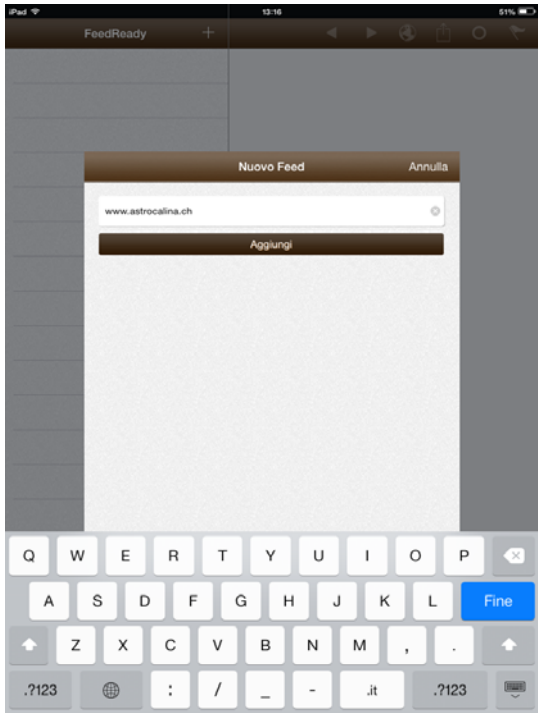 iPad 13:16 51%
FeedReady +
Nuovo Feed Annulla
www.astrocalina.ch
Aggiungi
Q W E R T Y U I O P
A S D F G H J K L Fine
Z X C V B N M , .
.?123 : / _ - .it .?123